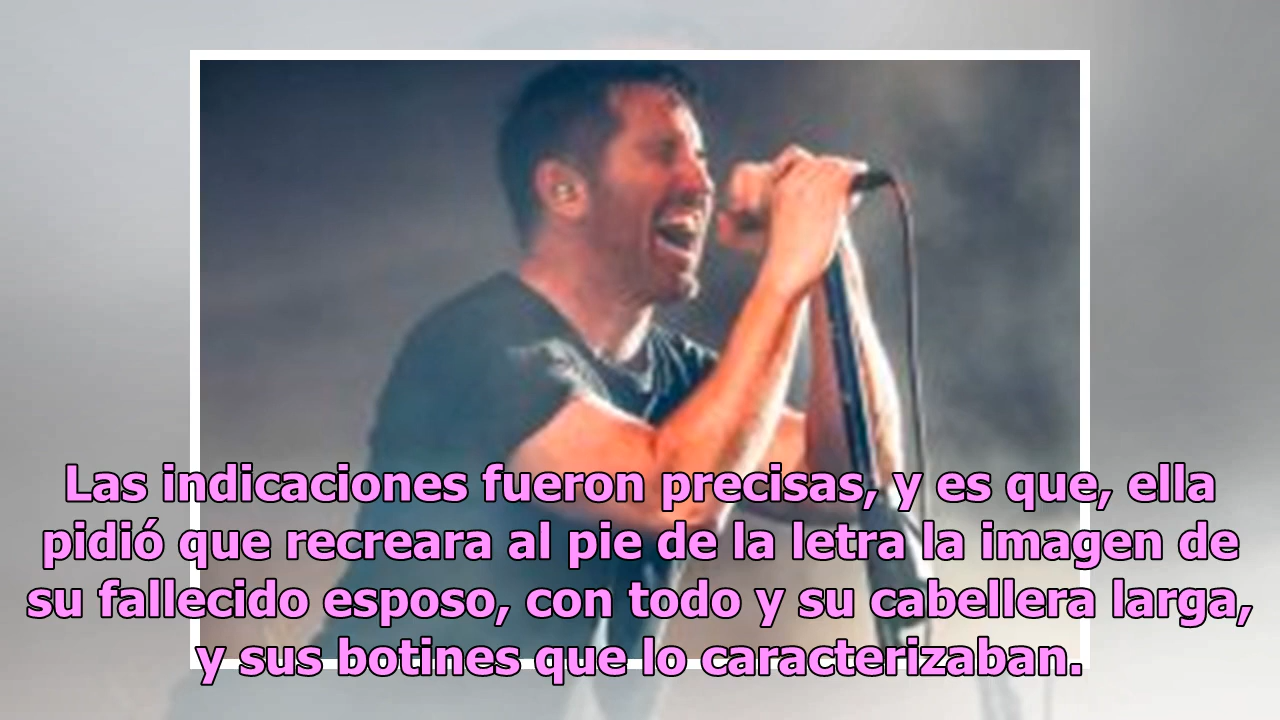 Las indicaciones fueron precisas, y es que, ella
pidió que recreara al pie de la letra la imagen de
su fallecido esposo, con todo y su cabellera larga,
y sus botines que lo caracterizaban.